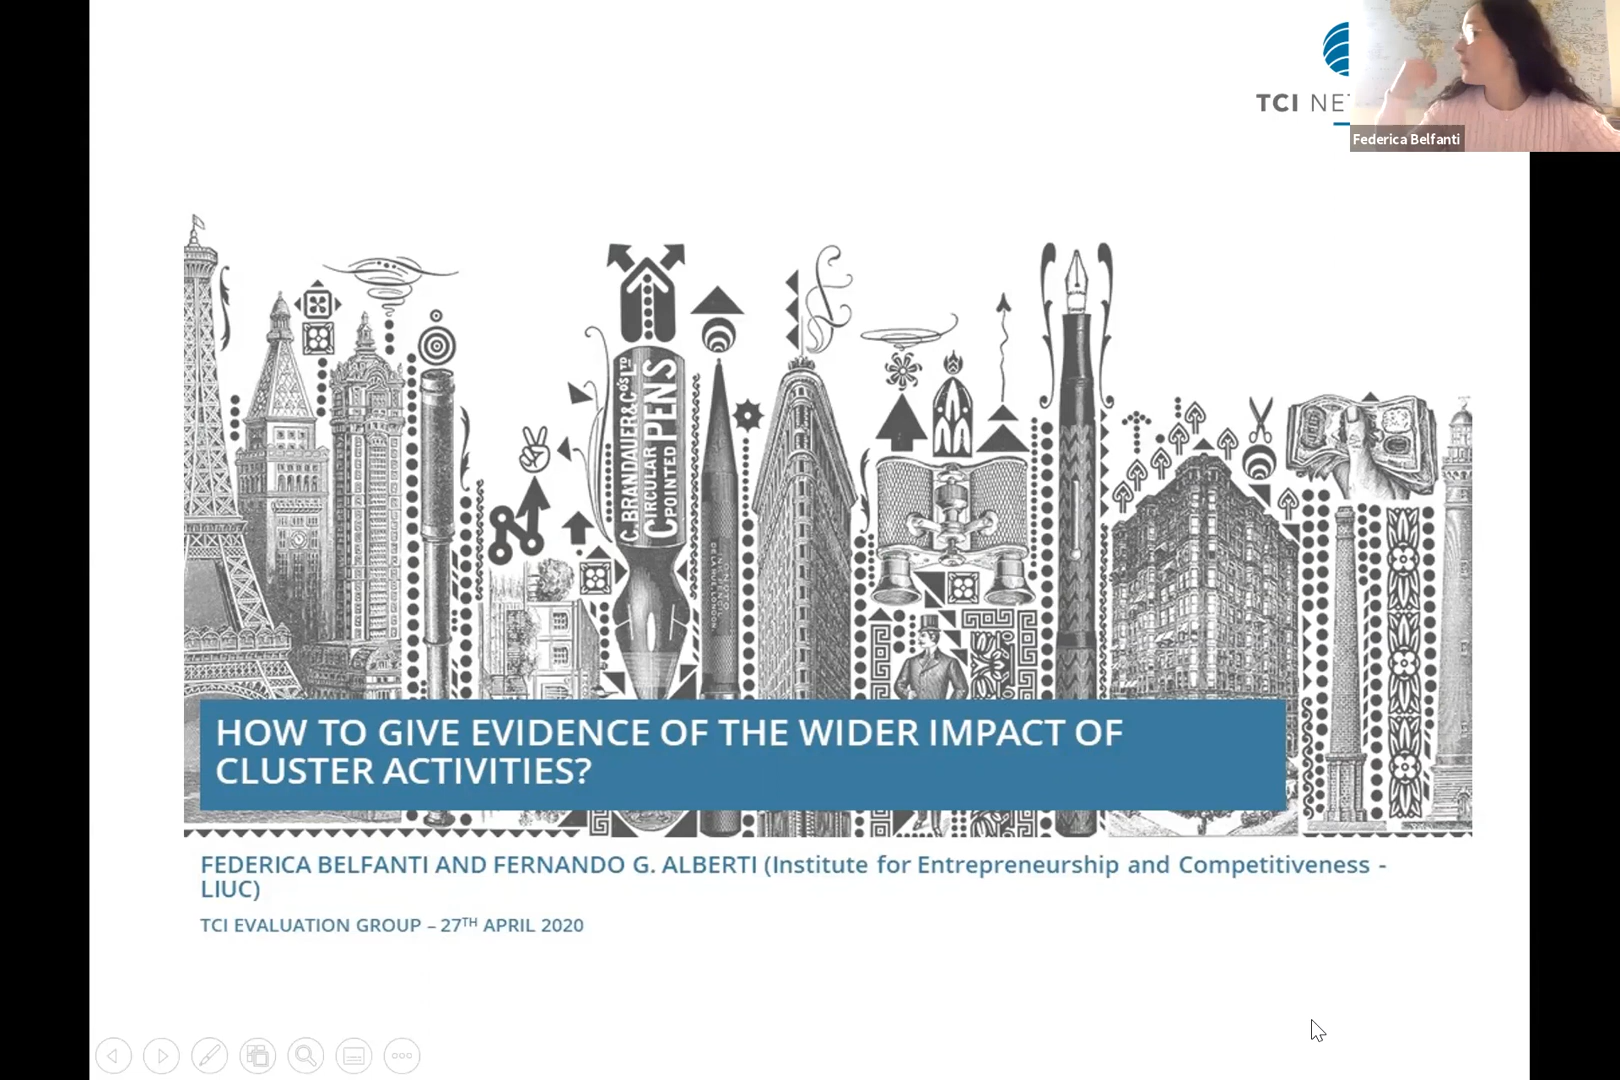 TCI NE
Federica Belfanti
C. BRANDAUER & CO'S LTD
CIRCULAR
POINTED
PENS
HOW TO GIVE EVIDENCE OF THE WIDER IMPACT OF
CLUSTER ACTIVITIES?
FEDERICA BELFANTI AND FERNANDO G. ALBERTI (Institute for Entrepreneurship and Competitiveness -
LIUC)
TCI EVALUATION GROUP – 27TH APRIL 2020